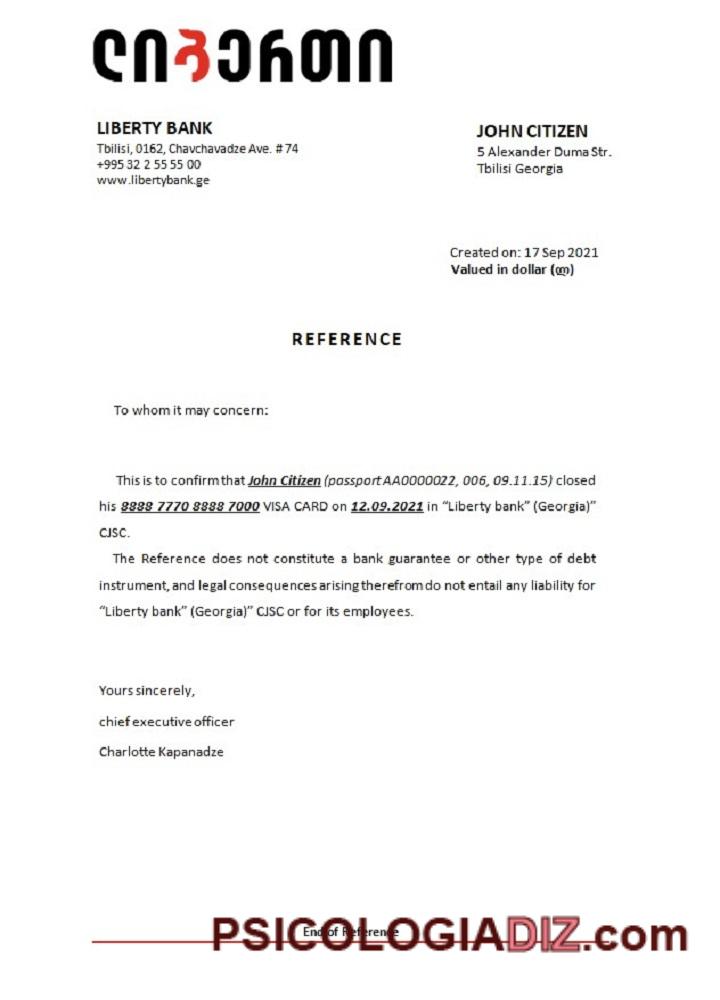 ლიბერთი
LIBERTY BANK
Tbilisi, 0162, Chavchavadze Ave. # 74
+995 32 2 55 55 00
www.libertybank.ge
JOHN CITIZEN
5 Alexander Duma Str.
Tbilisi Georgia
Created on: 17 Sep 2021
Valued in dollar (ლ)
REFERENCE
To whom it may concern:
This is to confirm that John Citizen (passport AA0000022, 006, 09.11.15) closed
his 8888 7770 8888 7000 VISA CARD on 12.09.2021 in “Liberty bank” (Georgia)”
CJSC.
The Reference does not constitute a bank guarantee or other type of debt
instrument, and legal consequences arising therefrom do not entail any liability for
“Liberty bank” (Georgia)” CJSC or for its employees.
Yours sincerely,
chief executive officer
Charlotte Kapanadze
End of Reference
PSICOLOGIADIZ.com